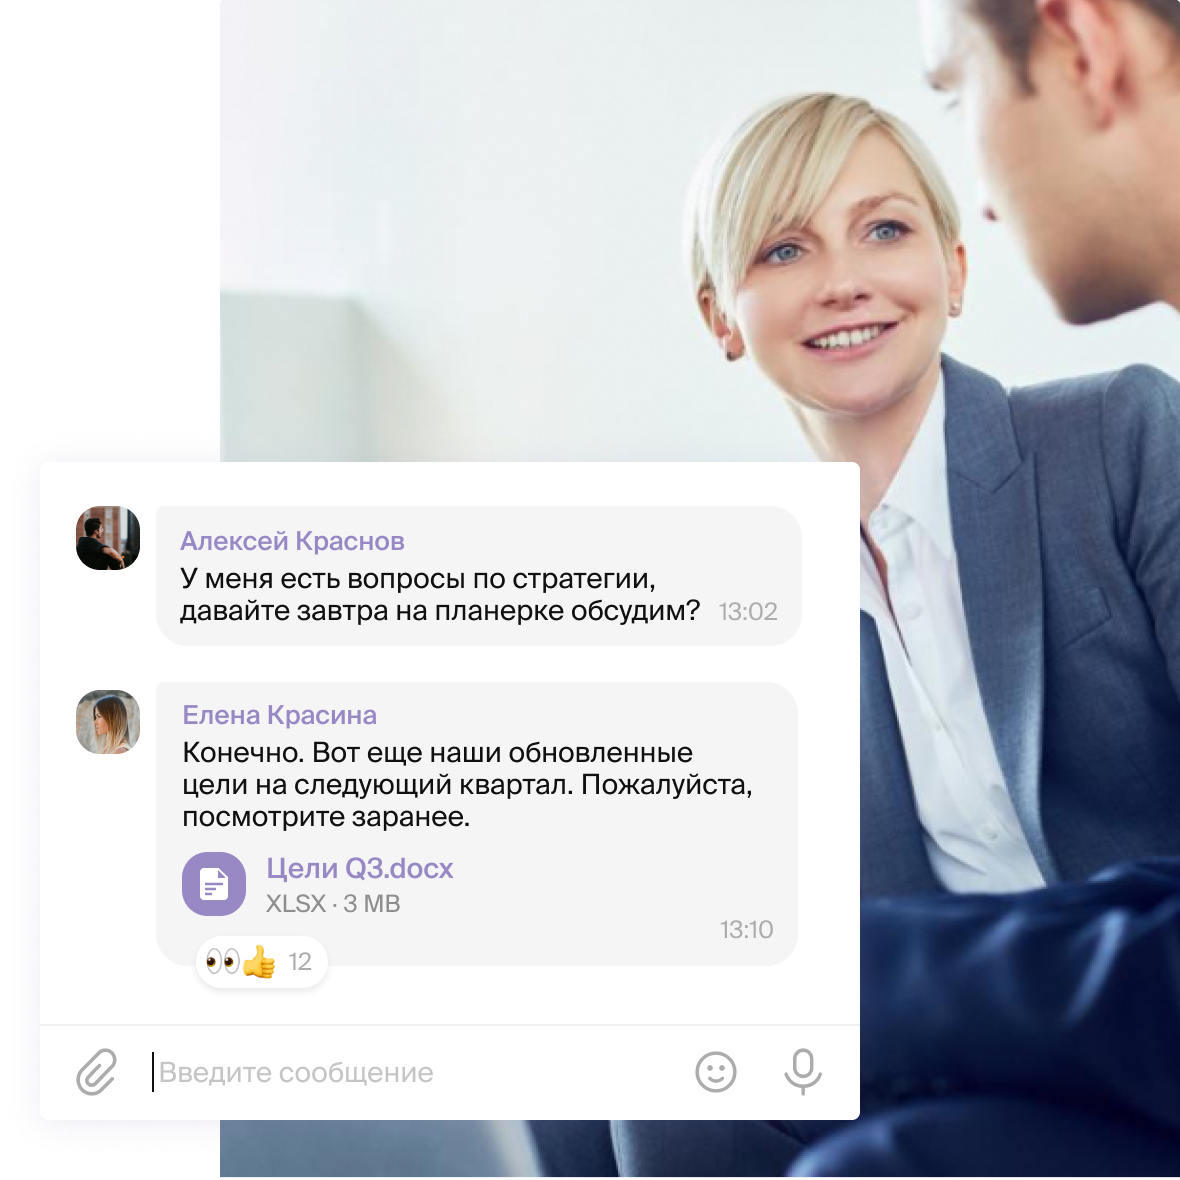 Алексей Краснов
У меня есть вопросы по стратегии,
давайте завтра на планерке обсудим? 13:02
Елена Красина
Конечно. Вот еще наши обновленные
цели на следующий квартал. Пожалуйста,
посмотрите заранее.
Цели Q3.docx
XLSX · 3 MB
13:10
👀👍 12
Введите сообщение